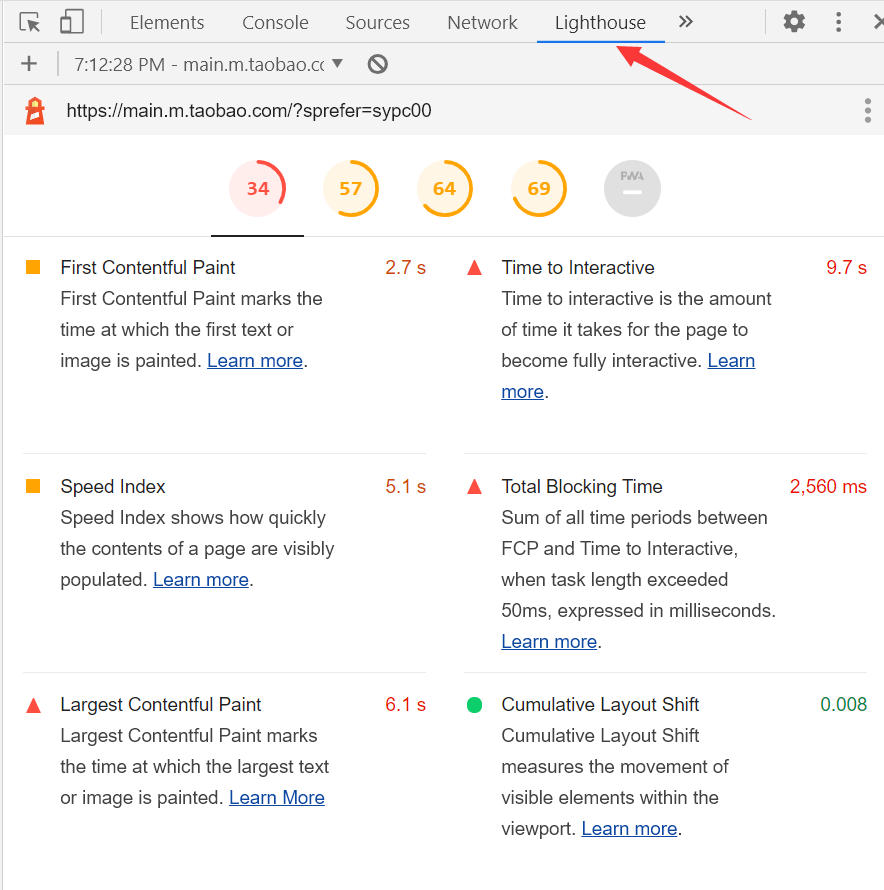 Elements Console Sources Network Lighthouse
7:12:28 PM - main.m.taobao.cc
https://main.m.taobao.com/?sprefer=sypc00
34 57 64 69 PWA
First Contentful Paint 2.7 s
First Contentful Paint marks the
time at which the first text or
image is painted. Learn more.
Time to Interactive 9.7 s
Time to interactive is the amount
of time it takes for the page to
become fully interactive. Learn
more.
Speed Index 5.1 s
Speed Index shows how quickly
the contents of a page are visibly
populated. Learn more.
Total Blocking Time 2,560 ms
Sum of all time periods between
FCP and Time to Interactive,
when task length exceeded
50ms, expressed in milliseconds.
Learn more.
Largest Contentful Paint 6.1 s
Largest Contentful Paint marks
the time at which the largest text
or image is painted. Learn More
Cumulative Layout Shift 0.008
Cumulative Layout Shift
measures the movement of
visible elements within the
viewport. Learn more.